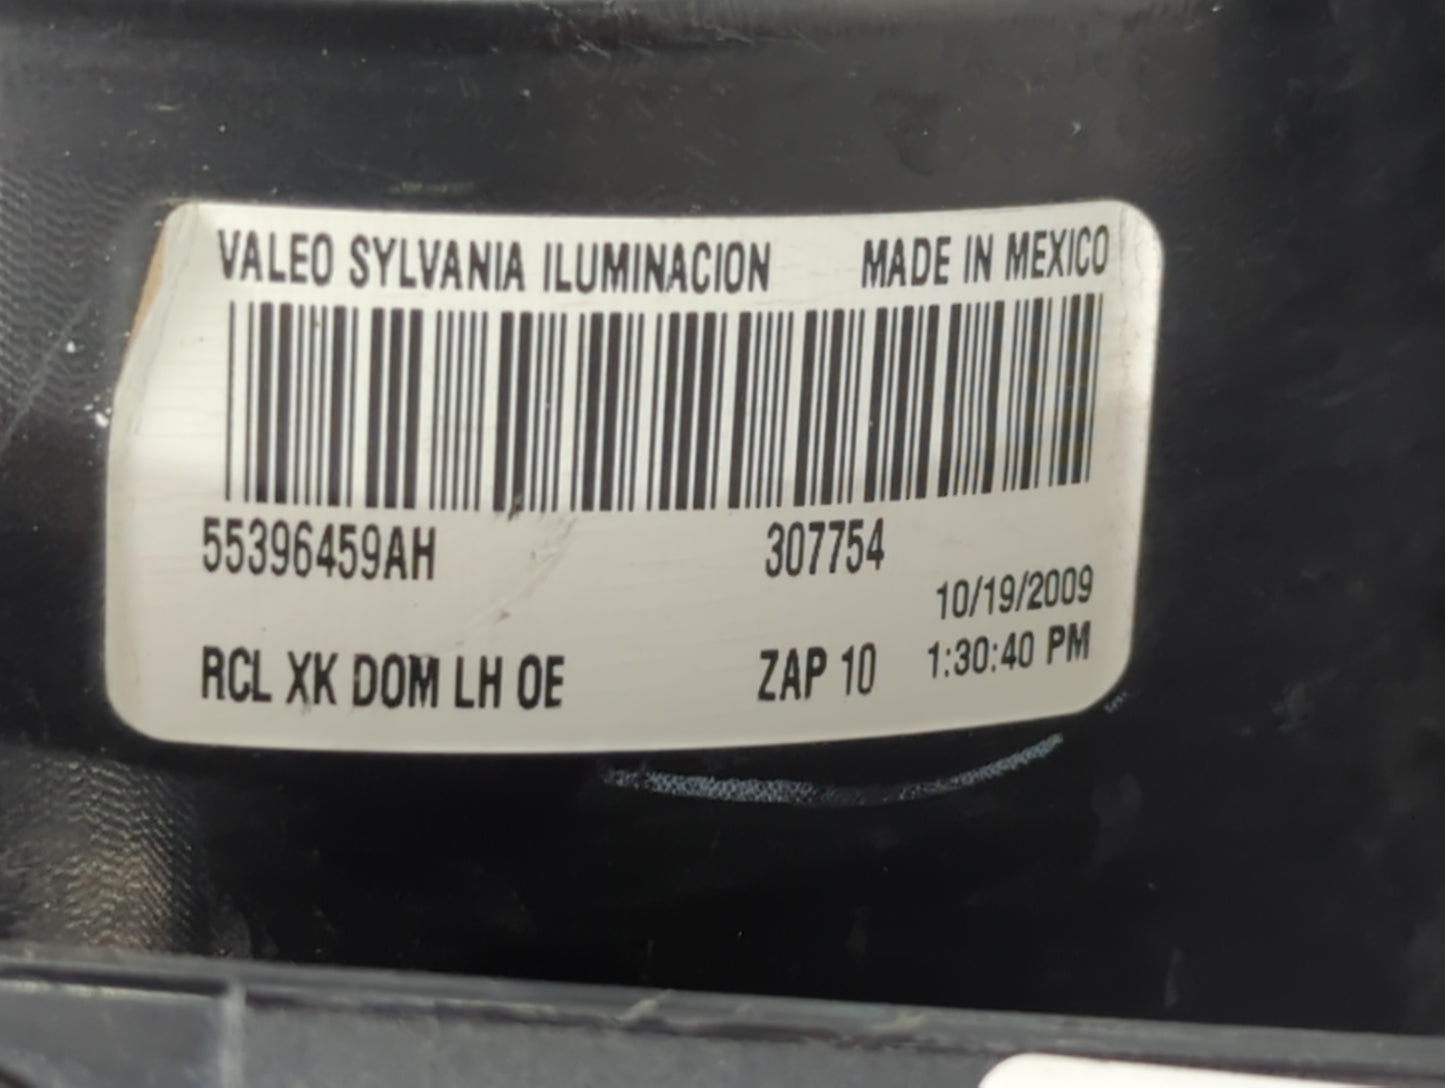 VALEO SYLVANIA ILUMINACION MADE IN MEXICO
55396459AH 307754
10/19/2009
RCL XK DOM LH OE ZAP 10 1:30:40 PM